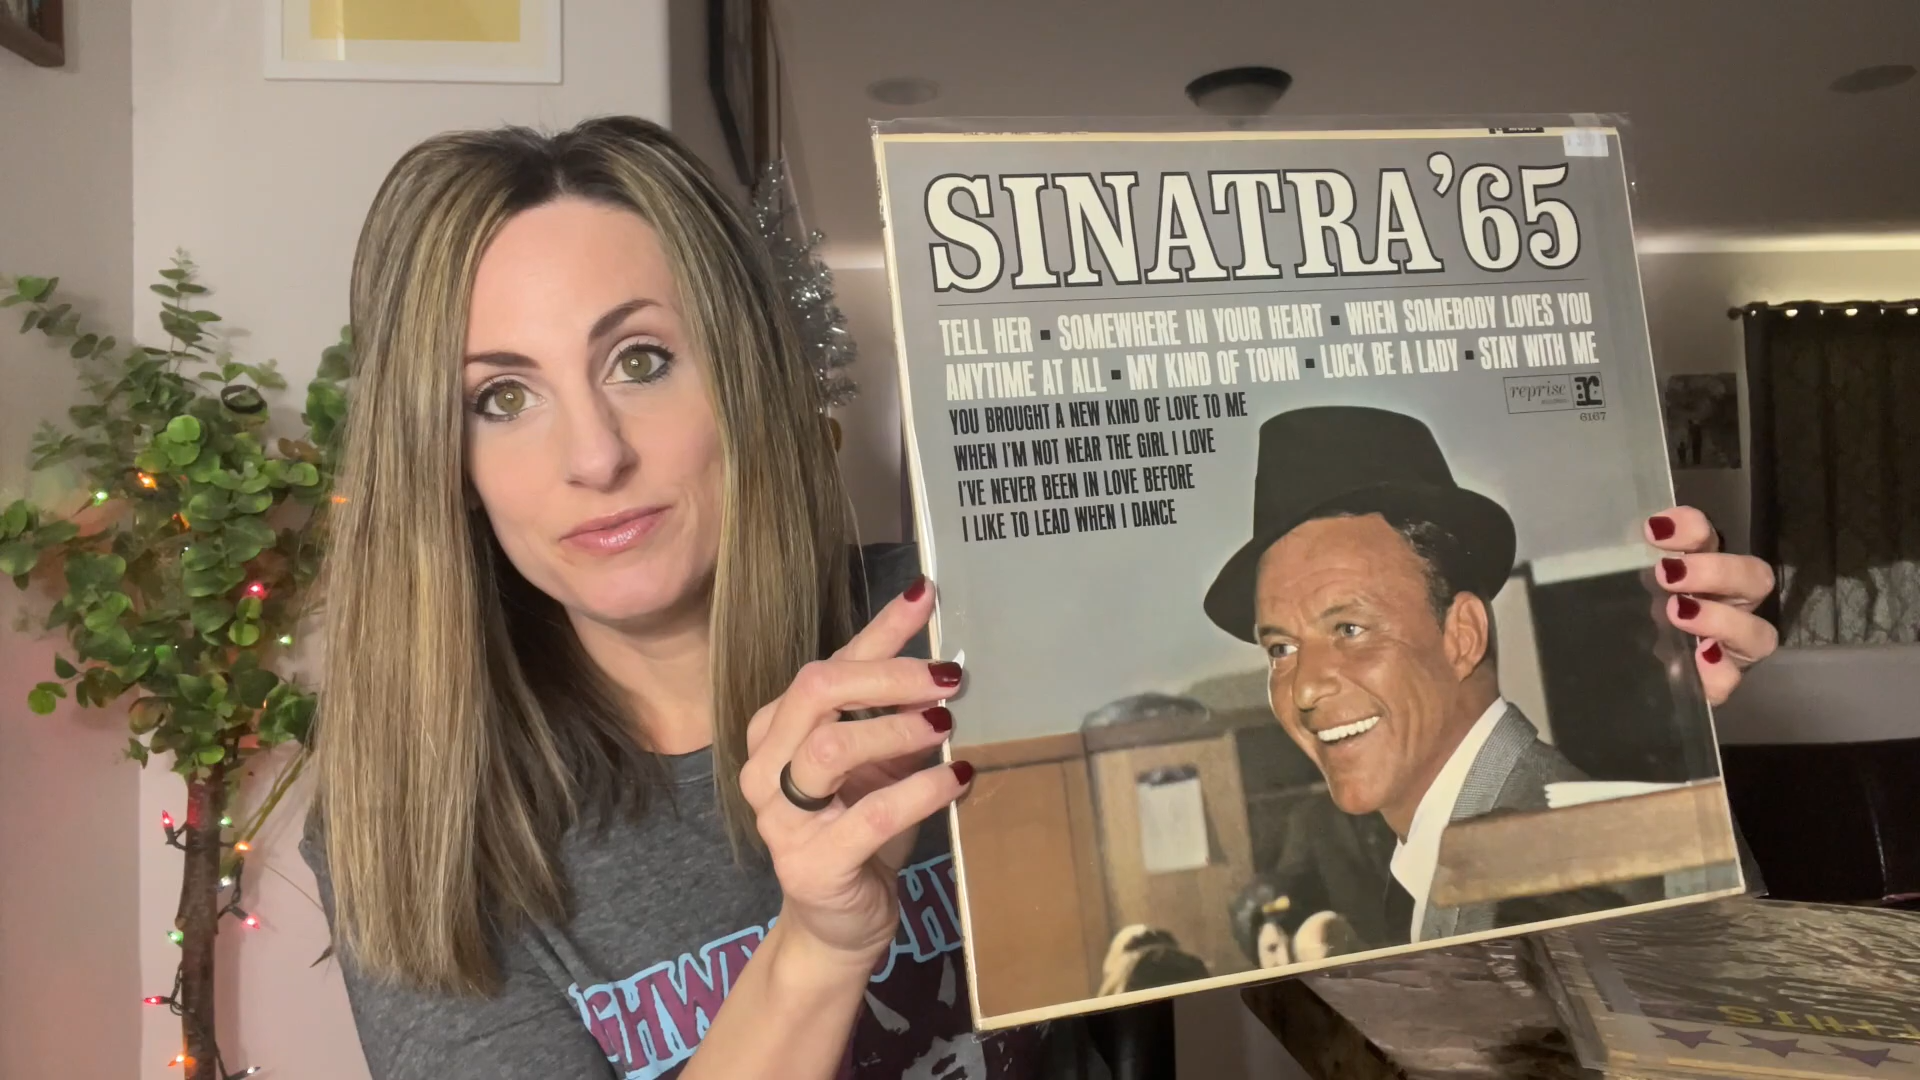 SINATRA '65
TELL HER ▪ SOMEWHERE IN YOUR HEART ▪ WHEN SOMEBODY LOVES YOU
ANYTIME AT ALL ▪ MY KIND OF TOWN ▪ LUCK BE A LADY ▪ STAY WITH ME
reprise
6167
YOU BROUGHT A NEW KIND OF LOVE TO ME
WHEN I'M NOT NEAR THE GIRL I LOVE
I'VE NEVER BEEN IN LOVE BEFORE
I LIKE TO LEAD WHEN I DANCE